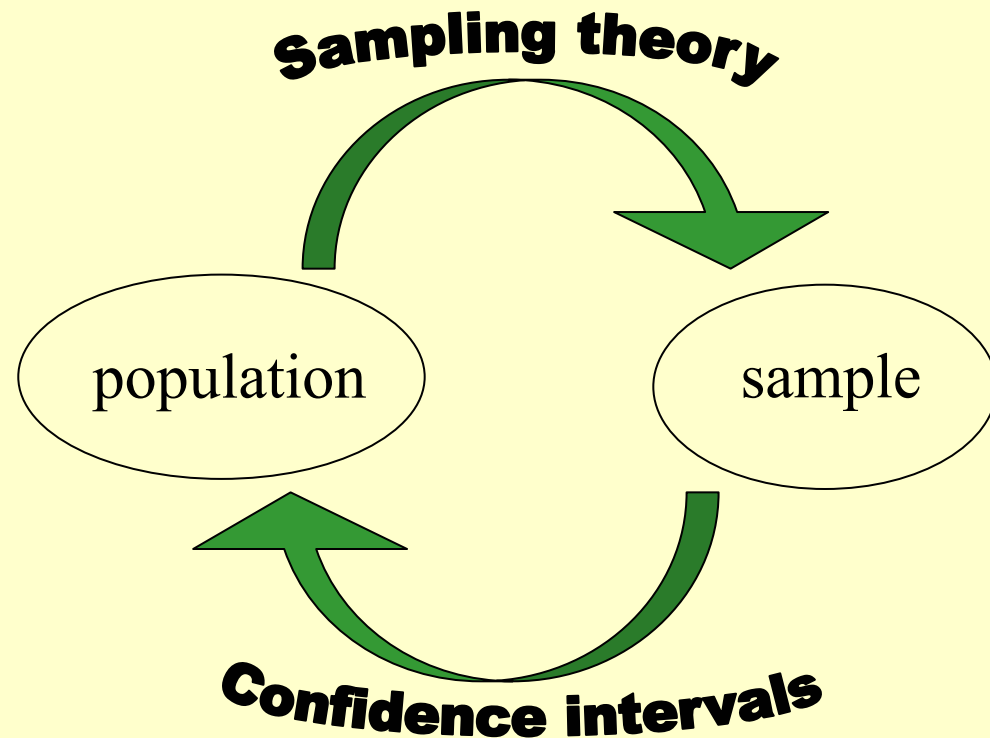 Sampling theory
population
sample
Confidence intervals